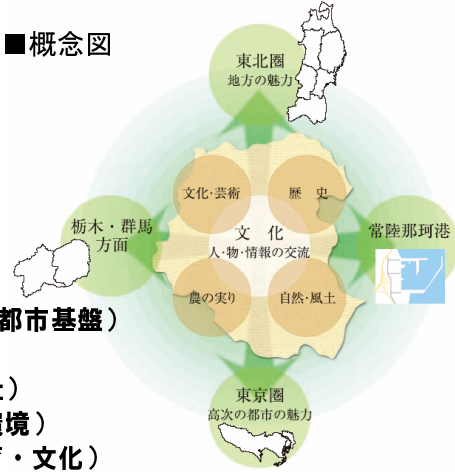 ■概念図
東北圏
地方の魅力
文化・芸術
歴 史
栃木・群馬
方面
文 化
人・物・情報の交流
常陸那珂港
農の実り
自然・風土
都市基盤）
）
環境）
・文化）
東京圏
高次の都市の魅力